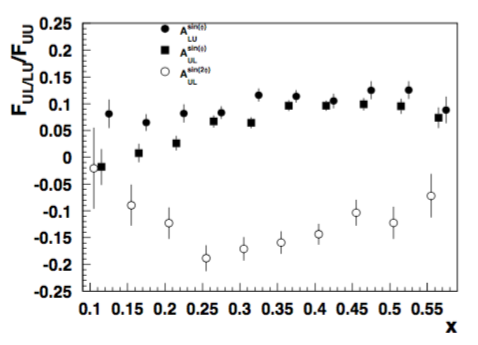 F_UL/LU/F_UU
0.25
0.2
0.15
0.1
0.05
0
-0.05
-0.1
-0.15
-0.2
-0.25
A_LU^sin(ϕ)
A_UL^sin(ϕ)
A_UL^sin(2ϕ)
0.1 0.15 0.2 0.25 0.3 0.35 0.4 0.45 0.5 0.55
x